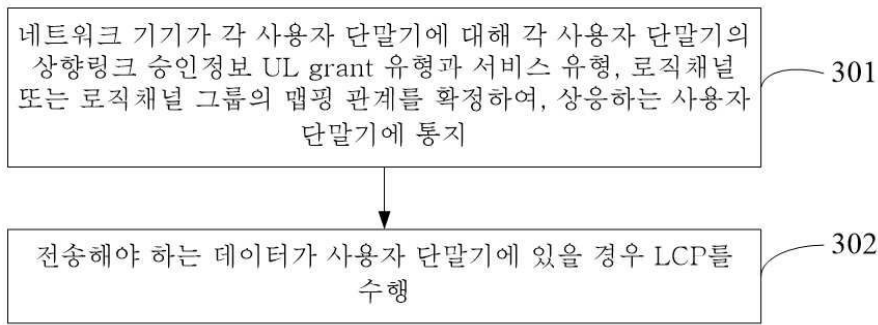 네트워크 기기가 각 사용자 단말기에 대해 각 사용자 단말기의
상향링크 승인정보 UL grant 유형과 서비스 유형, 로직채널
또는 로직채널 그룹의 맵핑 관계를 확정하여, 상응하는 사용자
단말기에 통지
301
전송해야 하는 데이터가 사용자 단말기에 있을 경우 LCP를
수행
302